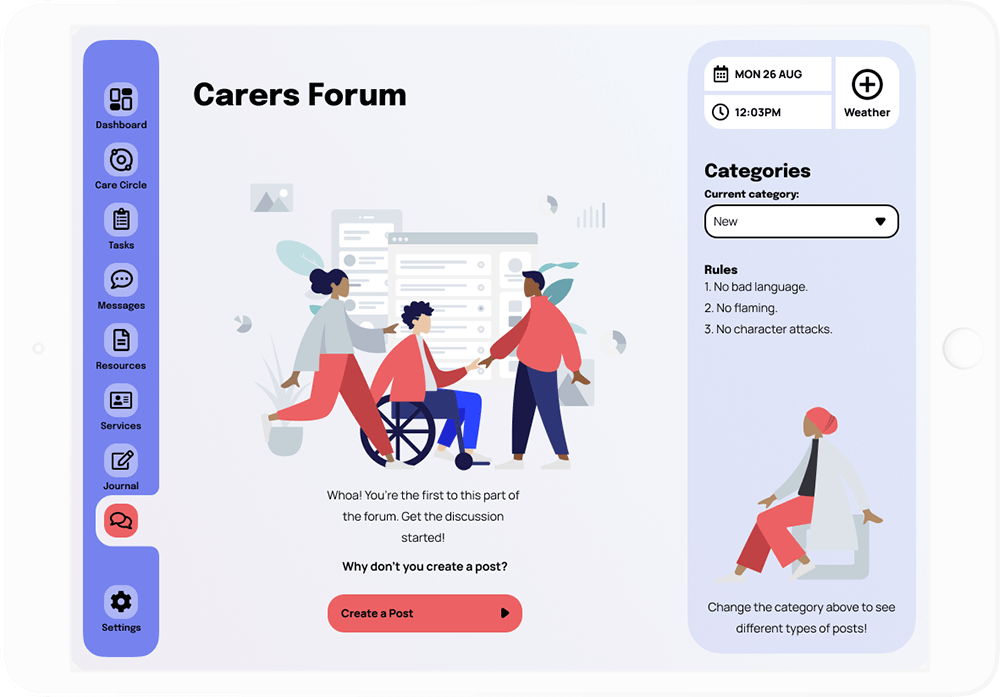 Dashboard
Care Circle
Tasks
Messages
Resources
Services
Journal
Settings
Carers Forum
Whoa! You're the first to this part of
the forum. Get the discussion
started!
Why don't you create a post?
Create a Post
MON 26 AUG
12:03PM
Weather
Categories
Current category:
New
Rules
1. No bad language.
2. No flaming.
3. No character attacks.
Change the category above to see
different types of posts!